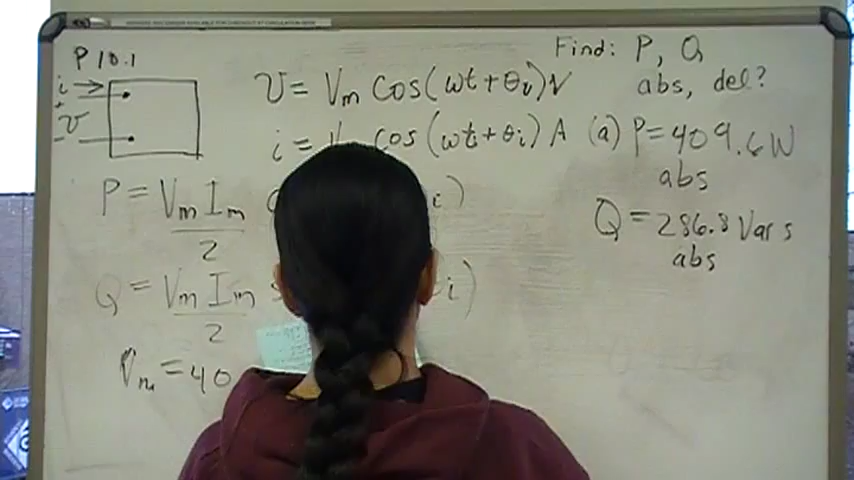 P 10.1
Find: P, Q
abs, del?
i
+
v
-
v = Vm Cos(ωt + θv) V
i = cos (ωt + θi) A
(a) P = 409.6 W
abs
P = Vm Im
2
i)
Q = 286.8 Vars
abs
Q = Vm Im
2
i)
Vm = 40